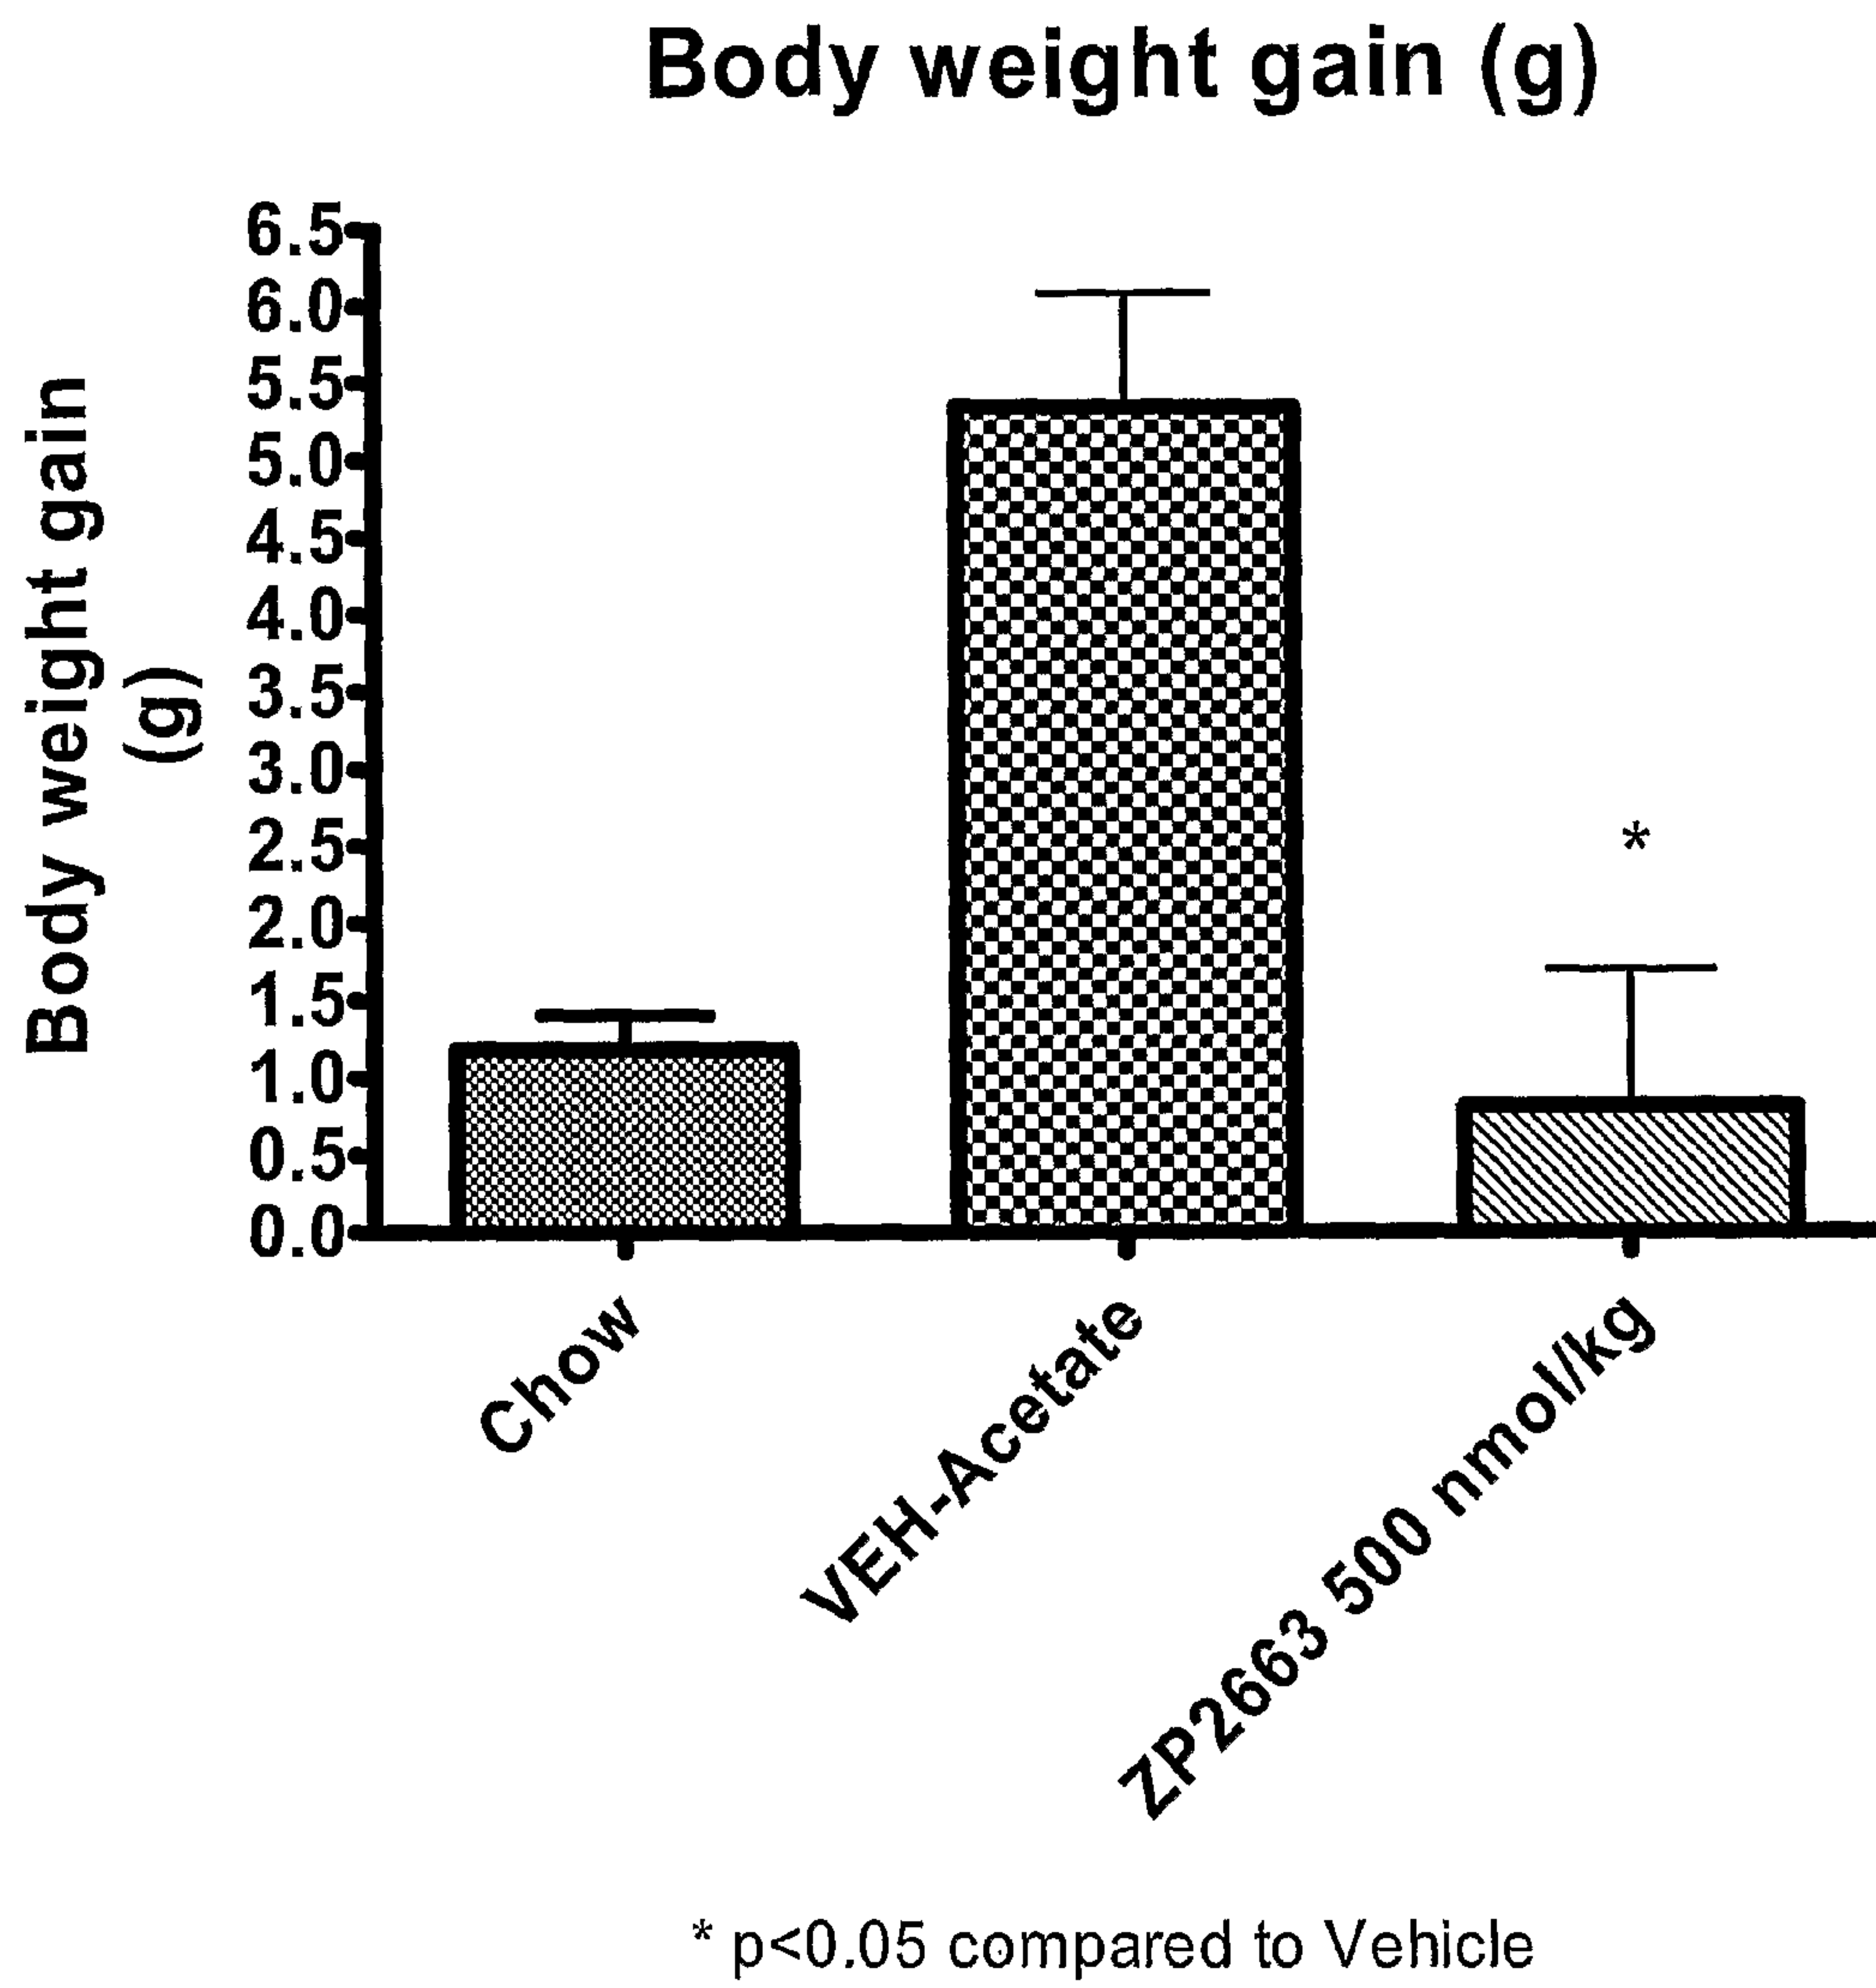 Body weight gain (g)
Body weight gain
(g)
6.5
6.0
5.5
5.0
4.5
4.0
3.5
3.0
2.5
2.0
1.5
1.0
0.5
0.0
*
Chow
VEH-Acetate
ZP2663 500 nmol/kg
* p<0.05 compared to Vehicle